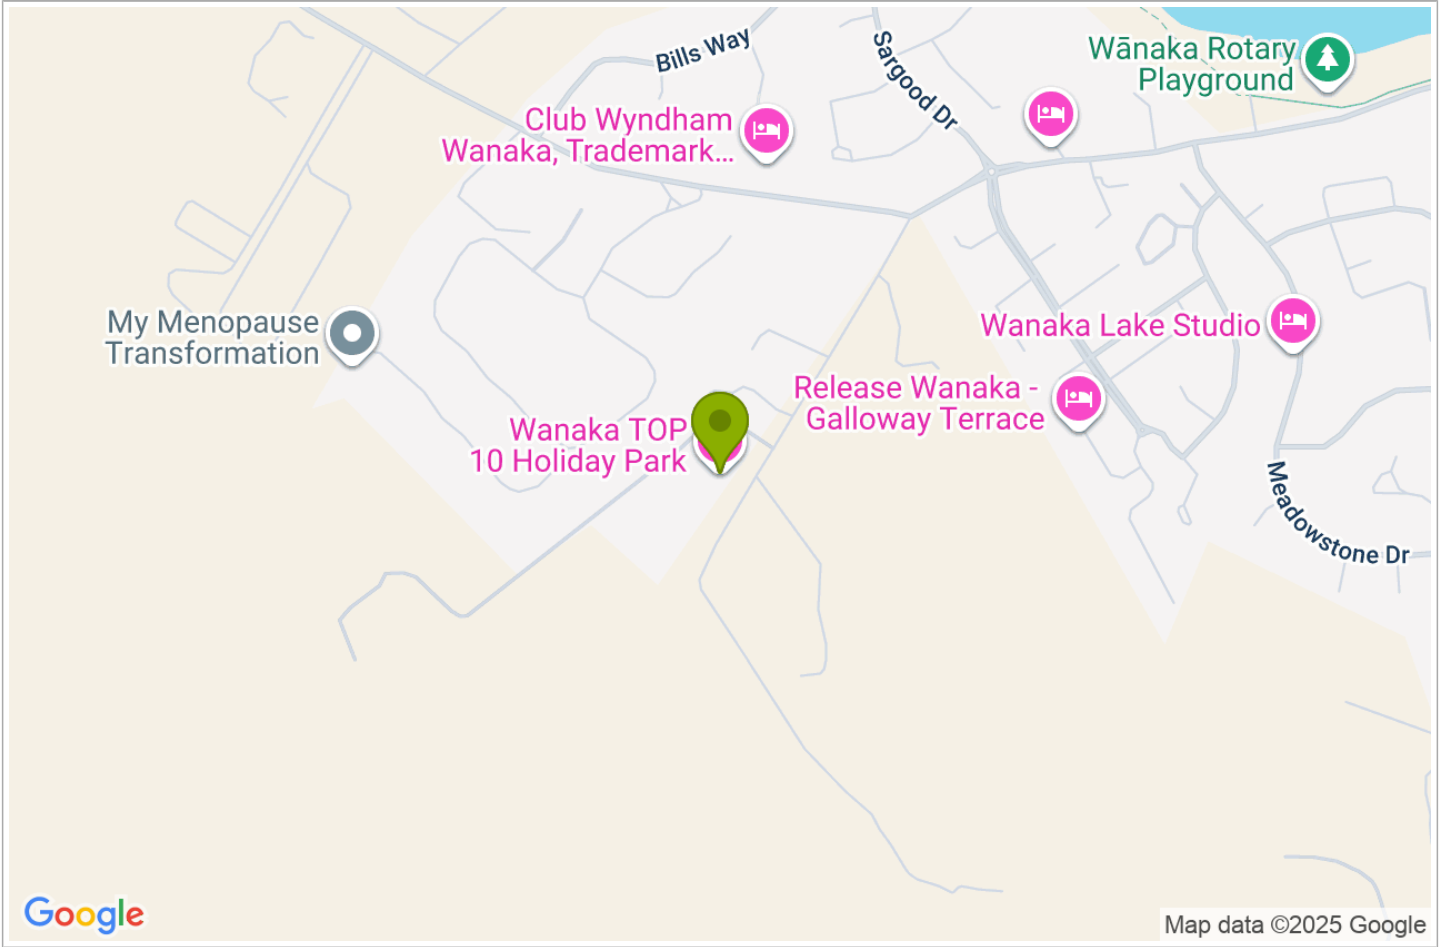 Bills Way
Sargood Dr
Wānaka Rotary
Playground
Club Wyndham
Wanaka, Trademark...
My Menopause
Transformation
Wanaka Lake Studio
Release Wanaka -
Galloway Terrace
Wanaka TOP
10 Holiday Park
Meadowstone Dr
Google
Map data ©2025 Google